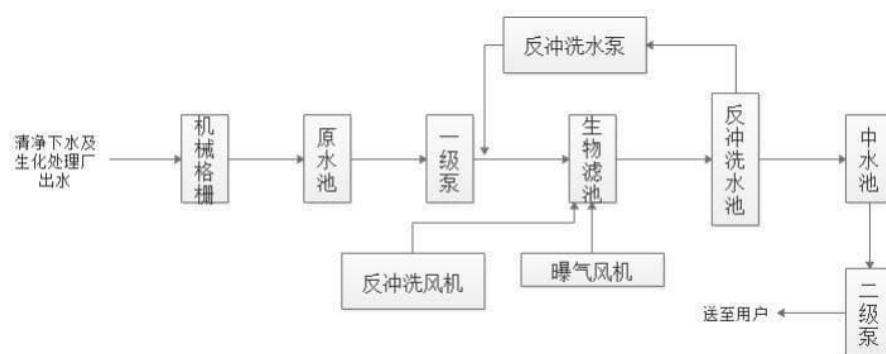 反冲洗水泵
清净下水及
生化处理厂
出水
机械格栅
原水池
一级泵
生物滤池
反冲洗水池
中水池
反冲洗风机
曝气风机
送至用户
二级泵